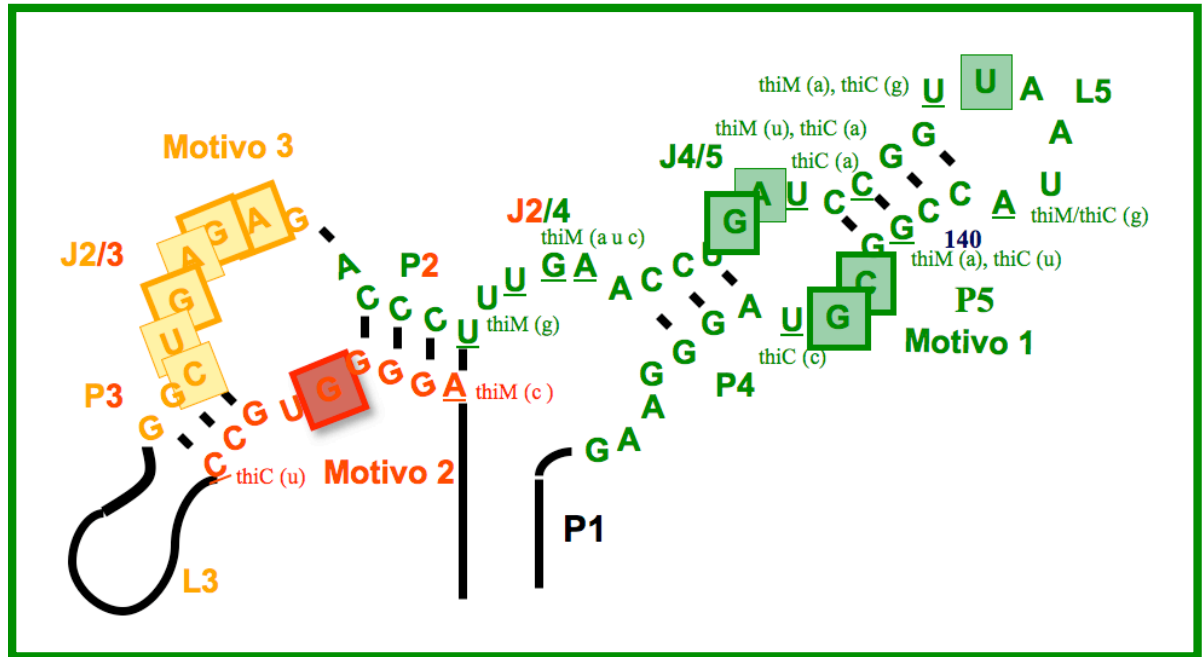 thiM (a), thiC (g) U U A L5
thiM (u), thiC (a) G A
Motivo 3
J4/5 thiC (a) G
G A U C C C A U
thiM/thiC (g)
G A G A G
J2/4
thiM (a u c)
J2/3
A P2
U U G A A C C U
G G C 140
thiM (a), thiC (u)
G C C C U
thiM (g)
U
G G A U G C
P5
Motivo 1
thiC (c)
P3 G C
G G G G A thiM (c)
G P4
G C C G U
A
C thiC (u) Motivo 2
G A
P1
L3